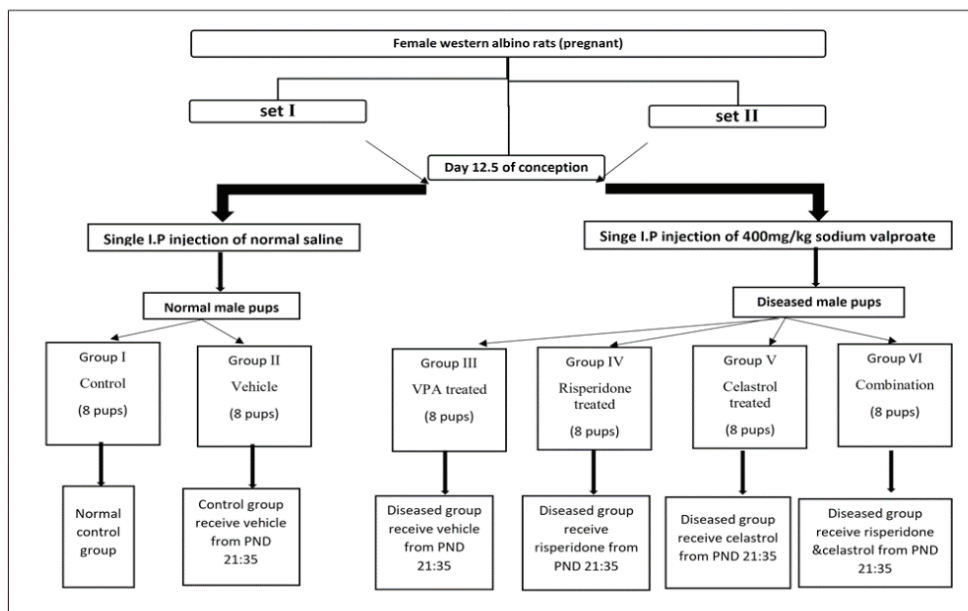 Female western albino rats (pregnant)
set I
set II
Day 12.5 of conception
Single I.P injection of normal saline
Singe I.P injection of 400mg/kg sodium valproate
Normal male pups
Diseased male pups
Group I
Control
(8 pups)
Group II
Vehicle
(8 pups)
Group III
VPA treated
(8 pups)
Group IV
Risperidone
treated
(8 pups)
Group V
Celastrol
treated
(8 pups)
Group VI
Combination
(8 pups)
Normal
control
group
Control group
receive vehicle
from PND
21:35
Diseased group
receive vehicle
from PND
21:35
Diseased group
receive
risperidone from
PND 21:35
Diseased group
receive celastrol
from PND 21:35
Diseased group
receive risperidone
&celastrol from PND
21:35